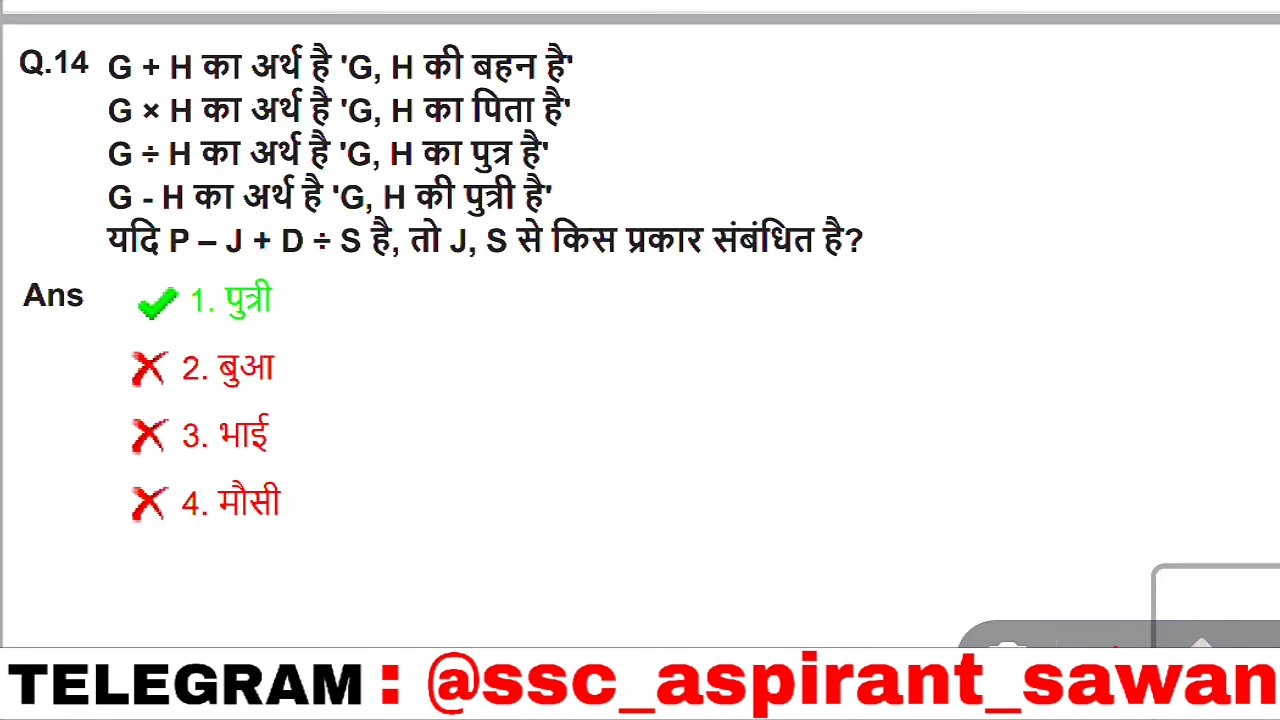 Q.14 G + H का अर्थ है 'G, H की बहन है'
G × H का अर्थ है 'G, H का पिता है'
G ÷ H का अर्थ है 'G, H का पुत्र है'
G - H का अर्थ है 'G, H की पुत्री है'
यदि P – J + D ÷ S है, तो J, S से किस प्रकार संबंधित है?
Ans 1. पुत्री
2. बुआ
3. भाई
4. मौसी
TELEGRAM : @ssc_aspirant_sawan